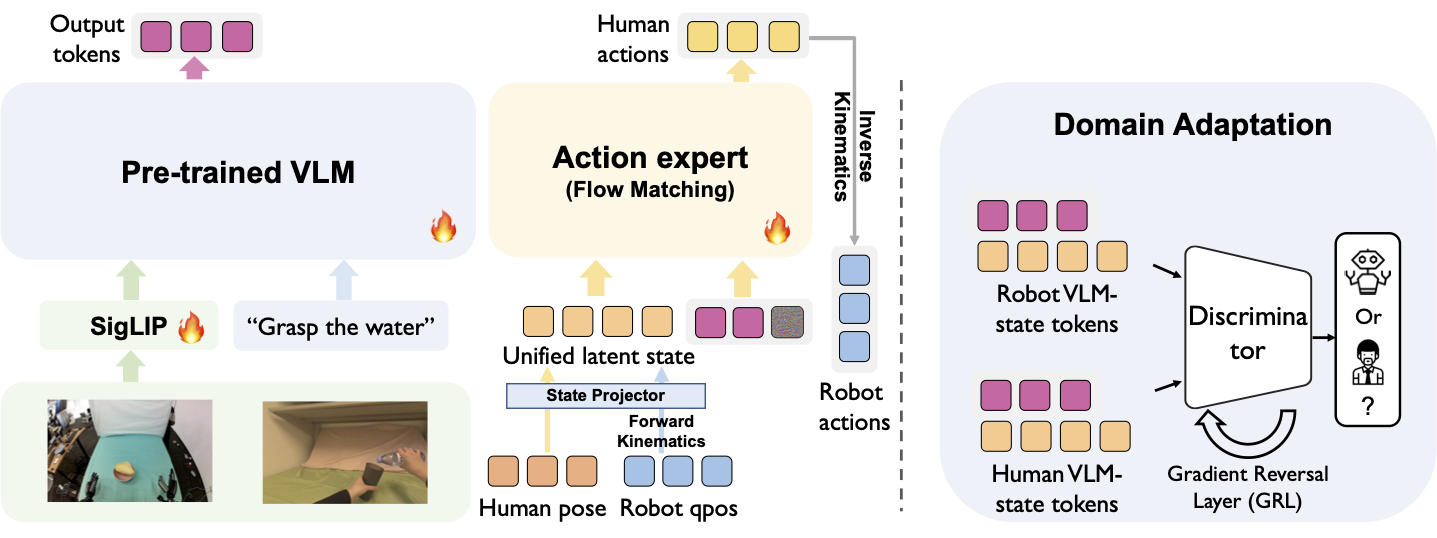 Output
tokens
Human
actions
Pre-trained VLM
Action expert
(Flow Matching)
Inverse
Kinematics
SigLIP
“Grasp the water”
Unified latent state
State Projector
Forward
Kinematics
Human pose
Robot qpos
Robot
actions
Domain Adaptation
Robot VLM-
state tokens
Discrimina
tor
Or
?
Human VLM-
state tokens
Gradient Reversal
Layer (GRL)